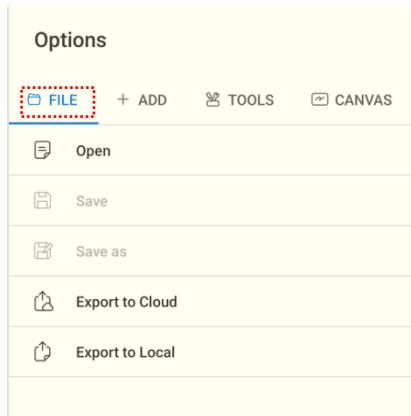 Options
FILE ADD TOOLS CANVAS
Open
Save
Save as
Export to Cloud
Export to Local